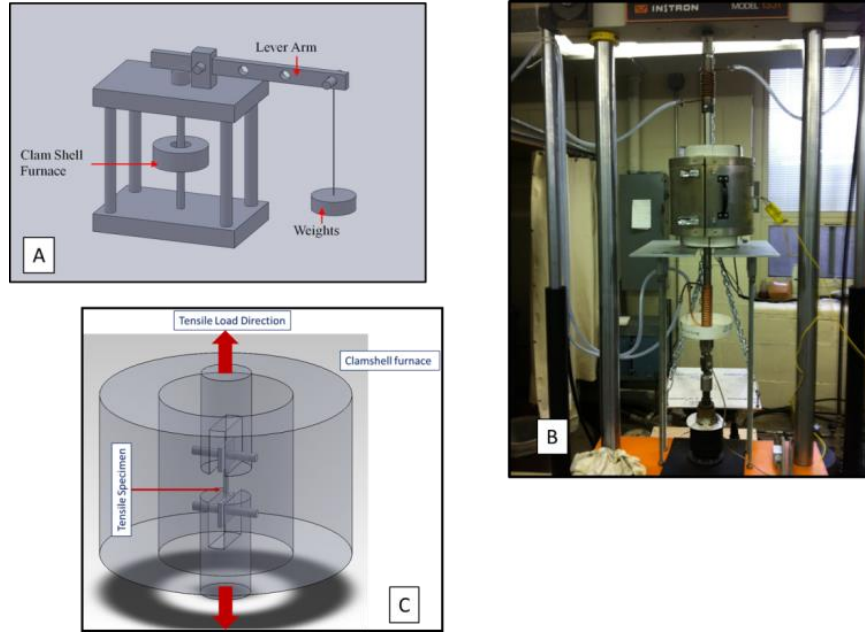 Lever Arm
Clam Shell
Furnace
Weights
A
INSTRON
MODEL
B
Tensile Load Direction
Clamshell furnace
Tensile Specimen
C